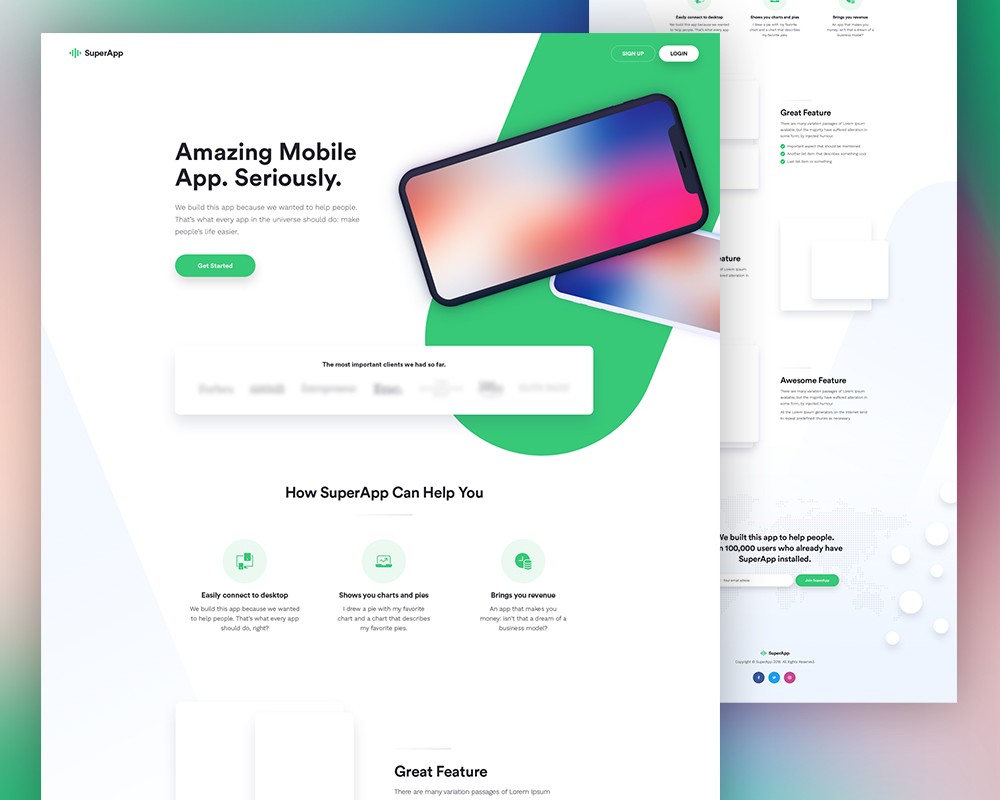 SuperApp
SIGN UP
LOGIN
Amazing Mobile
App. Seriously.
We build this app because we wanted to help people.
That's what every app in the universe should do: make
people's life easier.
Get Started
The most important clients we had so far.
How SuperApp Can Help You
Easily connect to desktop
We build this app because we wanted
to help people. That's what every app
should do, right?
Shows you charts and pies
I drew a pie with my favorite
chart and a chart that describes
my favorite pies.
Brings you revenue
An app that makes you
money: isn't that a dream of a
business model?
Great Feature
There are many variation passages of Lorem Ipsum
Easily connect to desktop
We build this app because we wanted
to help people. That's what every app
Shows you charts and pies
I drew a pie with my favorite
chart and a chart that describes
my favorite pies.
Brings you revenue
An app that makes you
money: isn't that a dream of a
business model?
Great Feature
There are many variation passages of Lorem Ipsum
available, but the majority have suffered alteration in
some form, by injected humour.
Important aspect that should be mentioned
Another list item that describes something cool
Last list item or something
eature
of Lorem Ipsum
alteration in
Awesome Feature
There are many variation passages of Lorem Ipsum
available, but the majority have suffered alteration in
some form, by injected humour.
All the Lorem Ipsum generators on the Internet tend
to repeat predefined chunks as necessary.
We built this app to help people.
n 100,000 users who already have
SuperApp installed.
Your email address
Join SuperApp
SuperApp
Copyright © SuperApp 2018. All Rights Reserved.